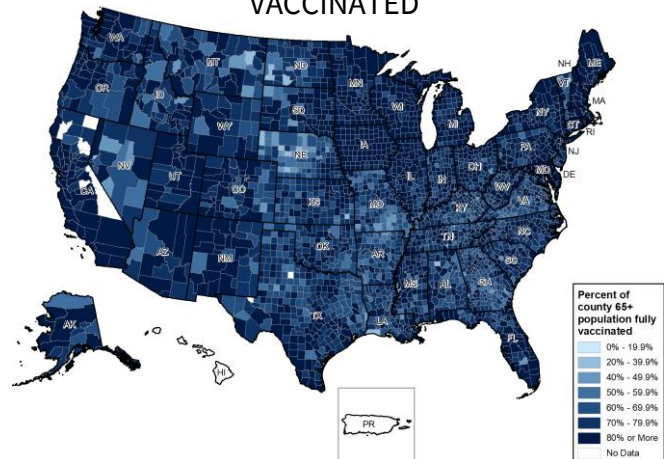 VACCINATED
WA
OR
CA
NV
ID
MT
WY
UT
AZ
CO
NM
ND
SD
NE
KS
OK
TX
MN
IA
MO
AR
LA
WI
IL
MI
IN
OH
KY
TN
MS
AL
GA
FL
SC
NC
VA
WV
PA
NY
VT
NH
ME
MA
CT
RI
NJ
MD
DE
AK
HI
PR
Percent of
county 65+
population fully
vaccinated
0% - 19.9%
20% - 39.9%
40% - 49.9%
50% - 59.9%
60% - 69.9%
70% - 79.9%
80% or More
No Data